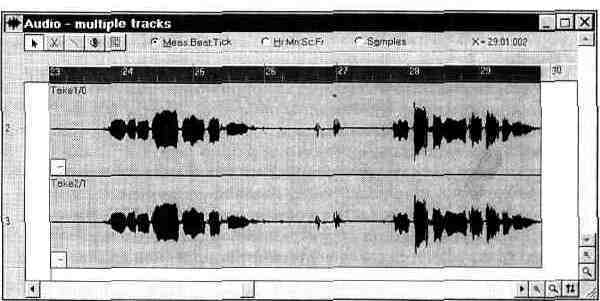 Audio - multiple tracks
Meas:Beat:Tick Hr:Mn:Sc:Fr Samples X= 29:01:002
23 24 25 26 27 28 29 30
Take1/0
2
Take2/1
3